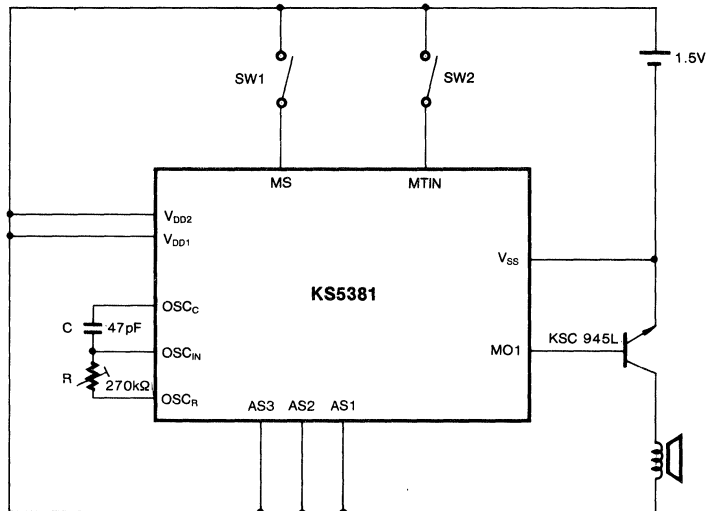 1.5V
SW1
SW2
MS
MTIN
VDD2
VDD1
VSS
KS5381
OSCC
C
47pF
KSC 945L
OSCIN
MO1
R
270kΩ
OSCR
AS3
AS2
AS1